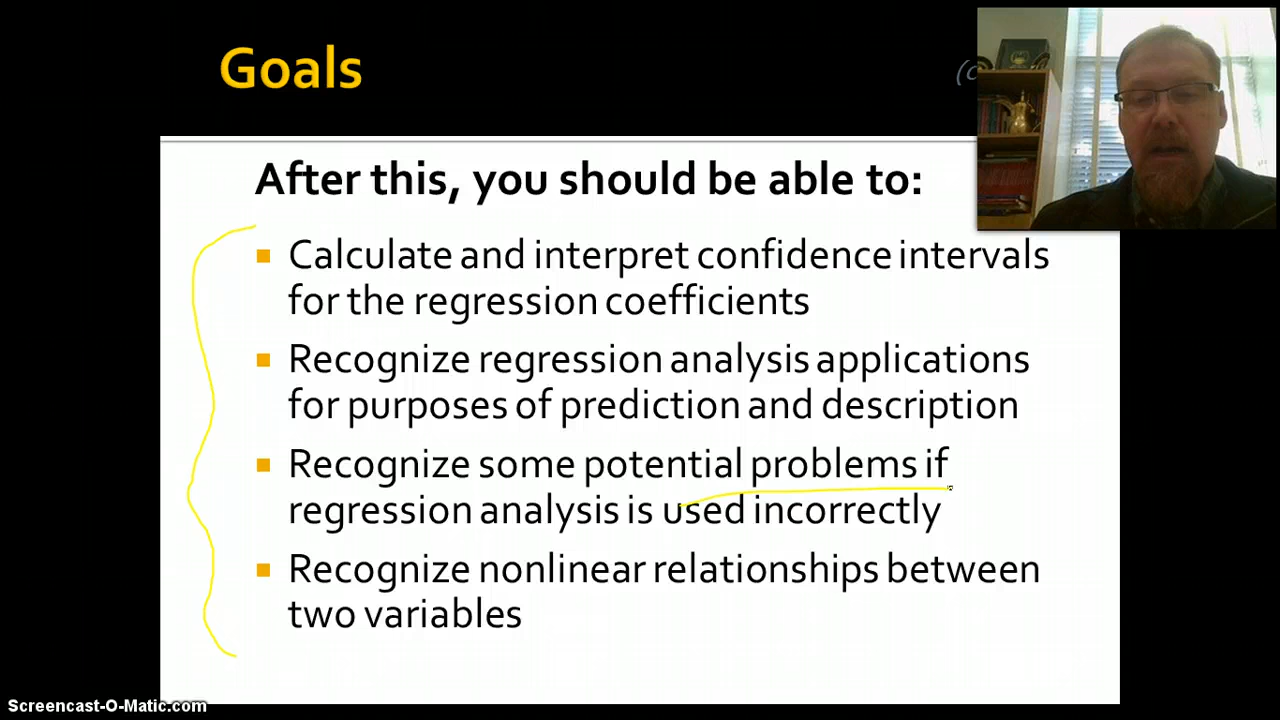 Goals
(c
After this, you should be able to:
Calculate and interpret confidence intervals
for the regression coefficients
Recognize regression analysis applications
for purposes of prediction and description
Recognize some potential problems if
regression analysis is used incorrectly
Recognize nonlinear relationships between
two variables
Screencast-O-Matic.com